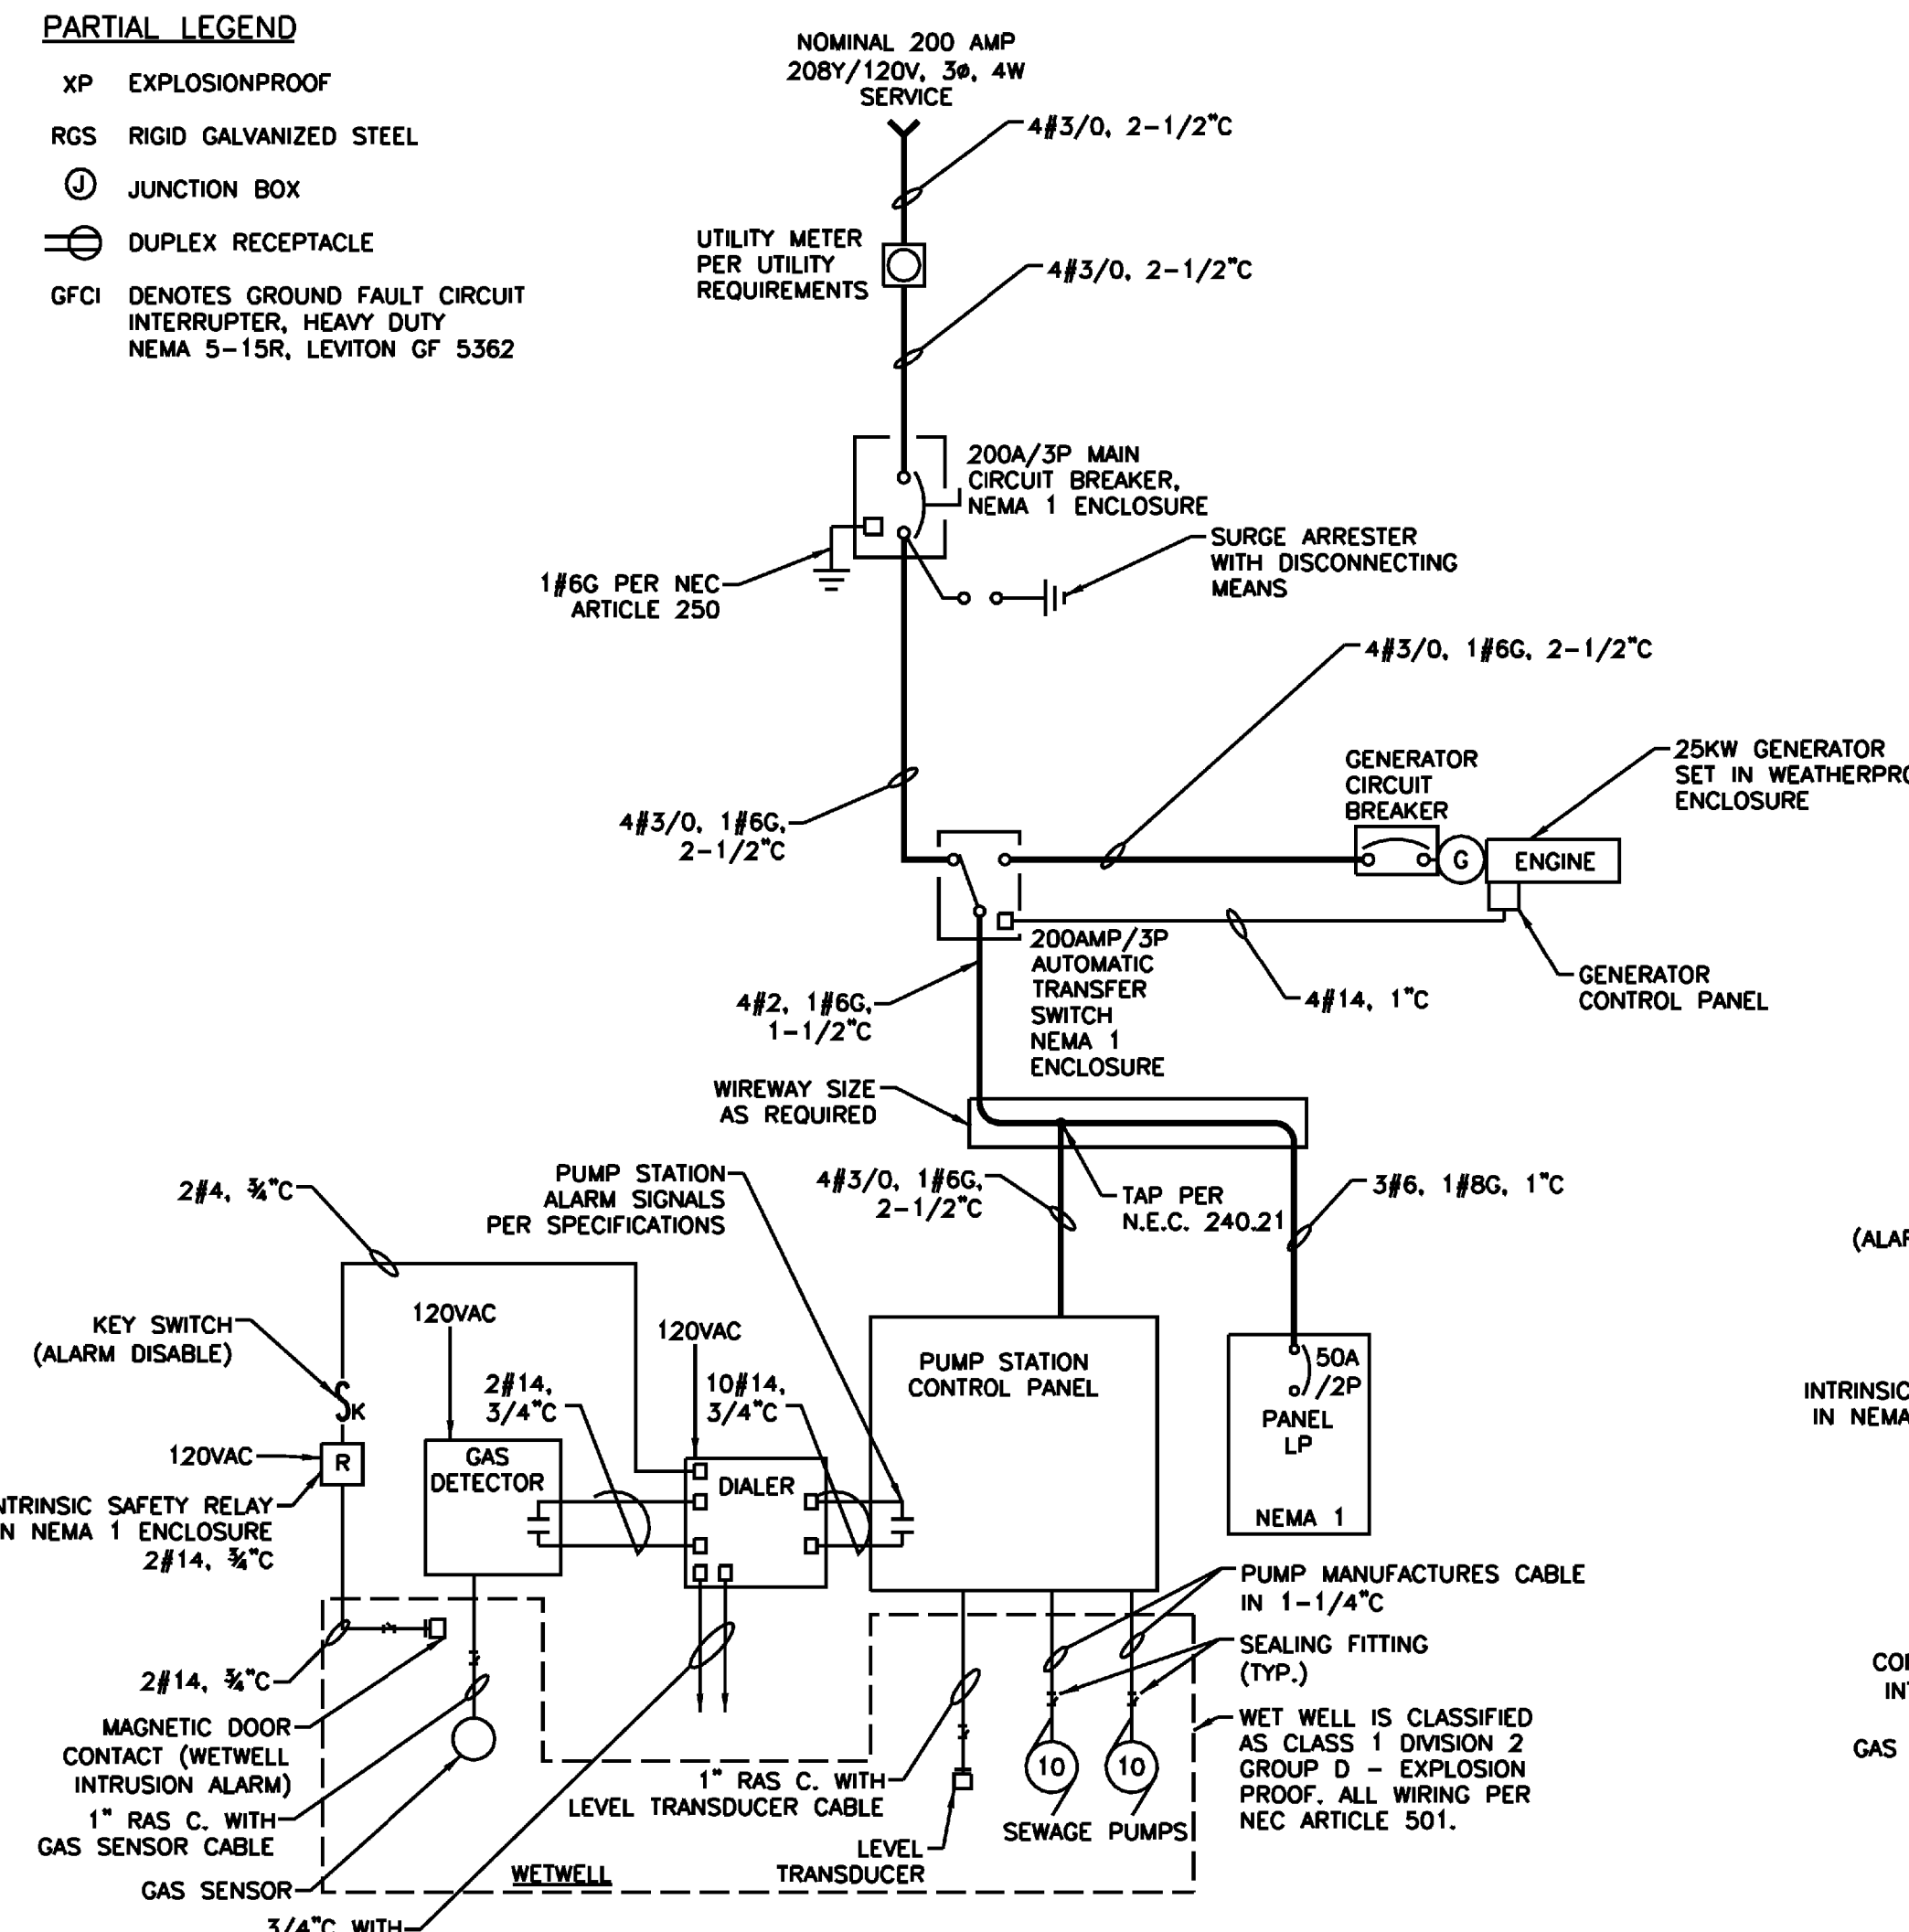 PARTIAL LEGEND
XP EXPLOSIONPROOF
RGS RIGID GALVANIZED STEEL
J JUNCTION BOX
DUPLEX RECEPTACLE
GFCI DENOTES GROUND FAULT CIRCUIT
INTERRUPTER, HEAVY DUTY
NEMA 5-15R, LEVITON GF 5362
NOMINAL 200 AMP
208Y/120V, 3ø, 4W
SERVICE
4#3/0, 2-1/2"C
UTILITY METER
PER UTILITY
REQUIREMENTS
4#3/0, 2-1/2"C
200A/3P MAIN
CIRCUIT BREAKER,
NEMA 1 ENCLOSURE
SURGE ARRESTER
WITH DISCONNECTING
MEANS
1#6G PER NEC
ARTICLE 250
4#3/0, 1#6G, 2-1/2"C
GENERATOR
CIRCUIT
BREAKER
25KW GENERATOR
SET IN WEATHERPRO
ENCLOSURE
4#3/0, 1#6G,
2-1/2"C
G
ENGINE
200AMP/3P
AUTOMATIC
TRANSFER
SWITCH
NEMA 1
ENCLOSURE
GENERATOR
CONTROL PANEL
4#14, 1"C
4#2, 1#6G,
1-1/2"C
WIREWAY SIZE
AS REQUIRED
2#4, ¾"C
PUMP STATION
ALARM SIGNALS
PER SPECIFICATIONS
4#3/0, 1#6G,
2-1/2"C
TAP PER
N.E.C. 240.21
3#6, 1#8G, 1"C
(ALAR
KEY SWITCH
(ALARM DISABLE)
120VAC
120VAC
K
2#14,
3/4"C
10#14,
3/4"C
PUMP STATION
CONTROL PANEL
50A
/2P
PANEL
LP
NEMA 1
INTRINSIC
IN NEMA
120VAC
R
GAS
DETECTOR
DIALER
NTRINSIC SAFETY RELAY
N NEMA 1 ENCLOSURE
2#14, ¾"C
PUMP MANUFACTURES CABLE
IN 1-1/4"C
SEALING FITTING
(TYP.)
2#14, ¾"C
MAGNETIC DOOR
CONTACT (WETWELL
INTRUSION ALARM)
1" RAS C. WITH
GAS SENSOR CABLE
GAS SENSOR
1" RAS C. WITH
LEVEL TRANSDUCER CABLE
LEVEL
TRANSDUCER
10
10
SEWAGE PUMPS
WET WELL IS CLASSIFIED
AS CLASS 1 DIVISION 2
GROUP D - EXPLOSION
PROOF. ALL WIRING PER
NEC ARTICLE 501.
WETWELL
3/4"C WITH
CO
INT
GAS